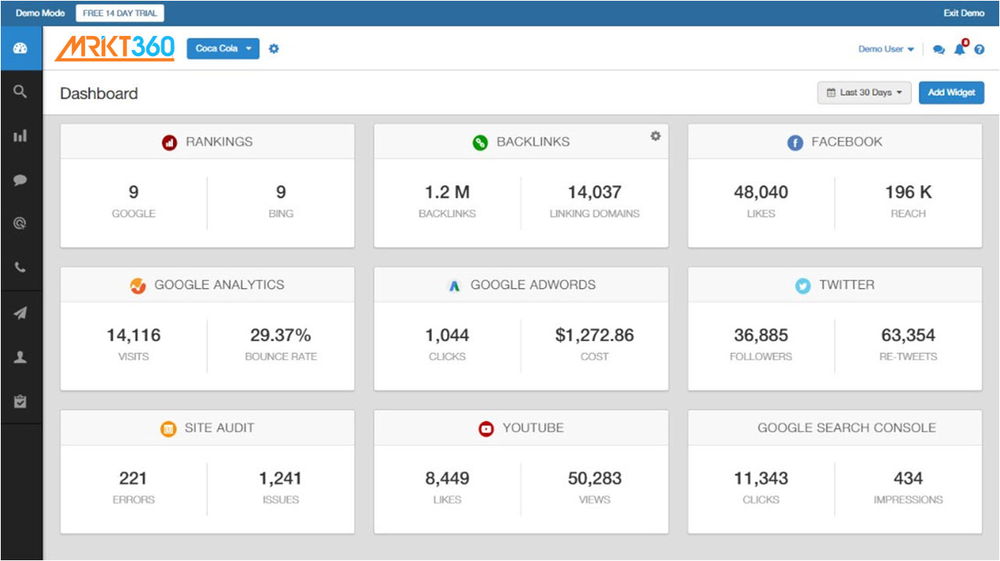 Demo Mode FREE 14 DAY TRIAL Exit Demo
MRKT360 Coca Cola Demo User 8
Dashboard Last 30 Days Add Widget
RANKINGS BACKLINKS FACEBOOK
9 9 1.2 M 14,037 48,040 196 K
GOOGLE BING BACKLINKS LINKING DOMAINS LIKES REACH
GOOGLE ANALYTICS GOOGLE ADWORDS TWITTER
14,116 29.37% 1,044 $1,272.86 36,885 63,354
VISITS BOUNCE RATE CLICKS COST FOLLOWERS RE-TWEETS
SITE AUDIT YOUTUBE GOOGLE SEARCH CONSOLE
221 1,241 8,449 50,283 11,343 434
ERRORS ISSUES LIKES VIEWS CLICKS IMPRESSIONS